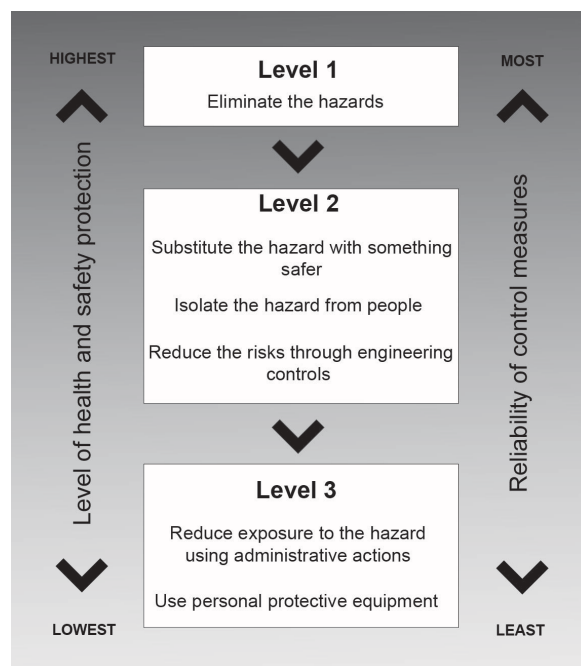 HIGHEST
MOST
Level 1
Eliminate the hazards
Level 2
Substitute the hazard with something
safer
Isolate the hazard from people
Reduce the risks through engineering
controls
Level 3
Reduce exposure to the hazard
using administrative actions
Use personal protective equipment
Level of health and safety protection
Reliability of control measures
LOWEST
LEAST